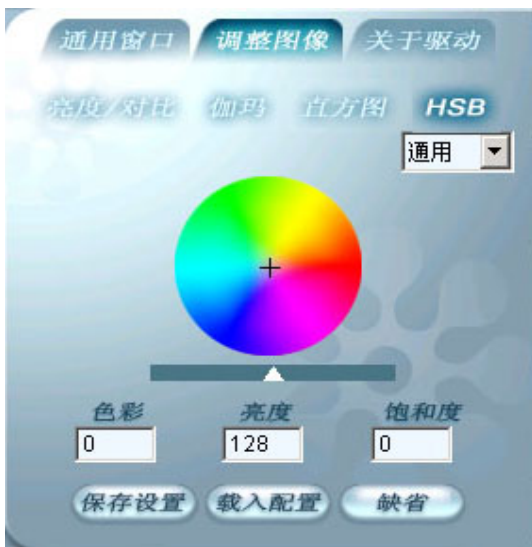 通用窗口 调整图像 关于驱动
亮度/对比 伽玛 直方图 HSB
通用
色彩 亮度 饱和度
0 128 0
保存设置 载入配置 缺省